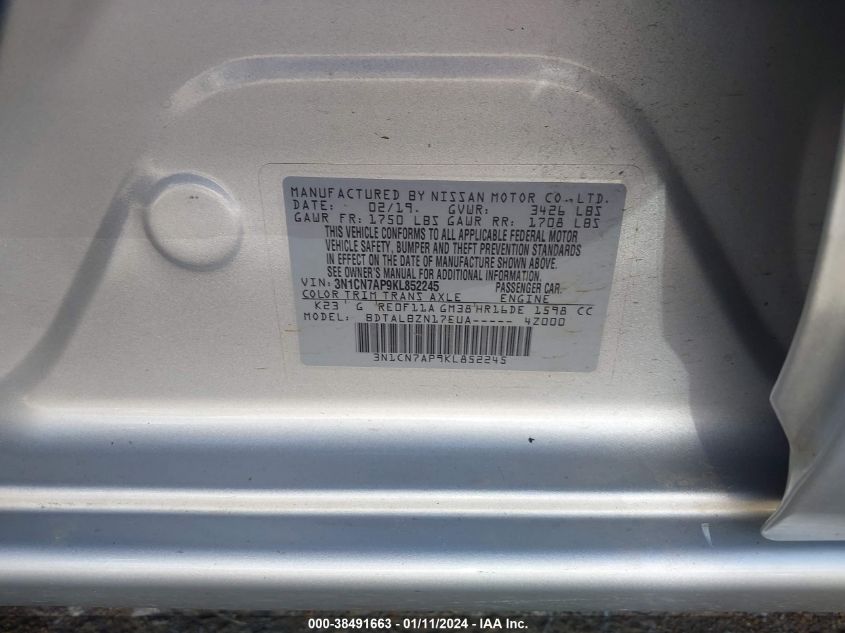 MANUFACTURED BY NISSAN MOTOR CO.,LTD.
DATE: 02/19. GVWR: 3426 LBS
GAWR FR: 1750 LBS GAWR RR: 1708 LBS
THIS VEHICLE CONFORMS TO ALL APPLICABLE FEDERAL MOTOR
VEHICLE SAFETY, BUMPER AND THEFT PREVENTION STANDARDS
IN EFFECT ON THE DATE OF MANUFACTURE SHOWN ABOVE.
SEE OWNER'S MANUAL FOR ADDITIONAL INFORMATION.
VIN: 3N1CN7AP9KL852245 PASSENGER CAR.
COLOR TRIM TRANS AXLE ENGINE
K23 G RE0F11A GM38 HR16DE 1598 CC
MODEL: BDTALBZN17EUA----- 4Z000
3N1CN7AP9KL852245
000-38491663 - 01/11/2024 - IAAI.com